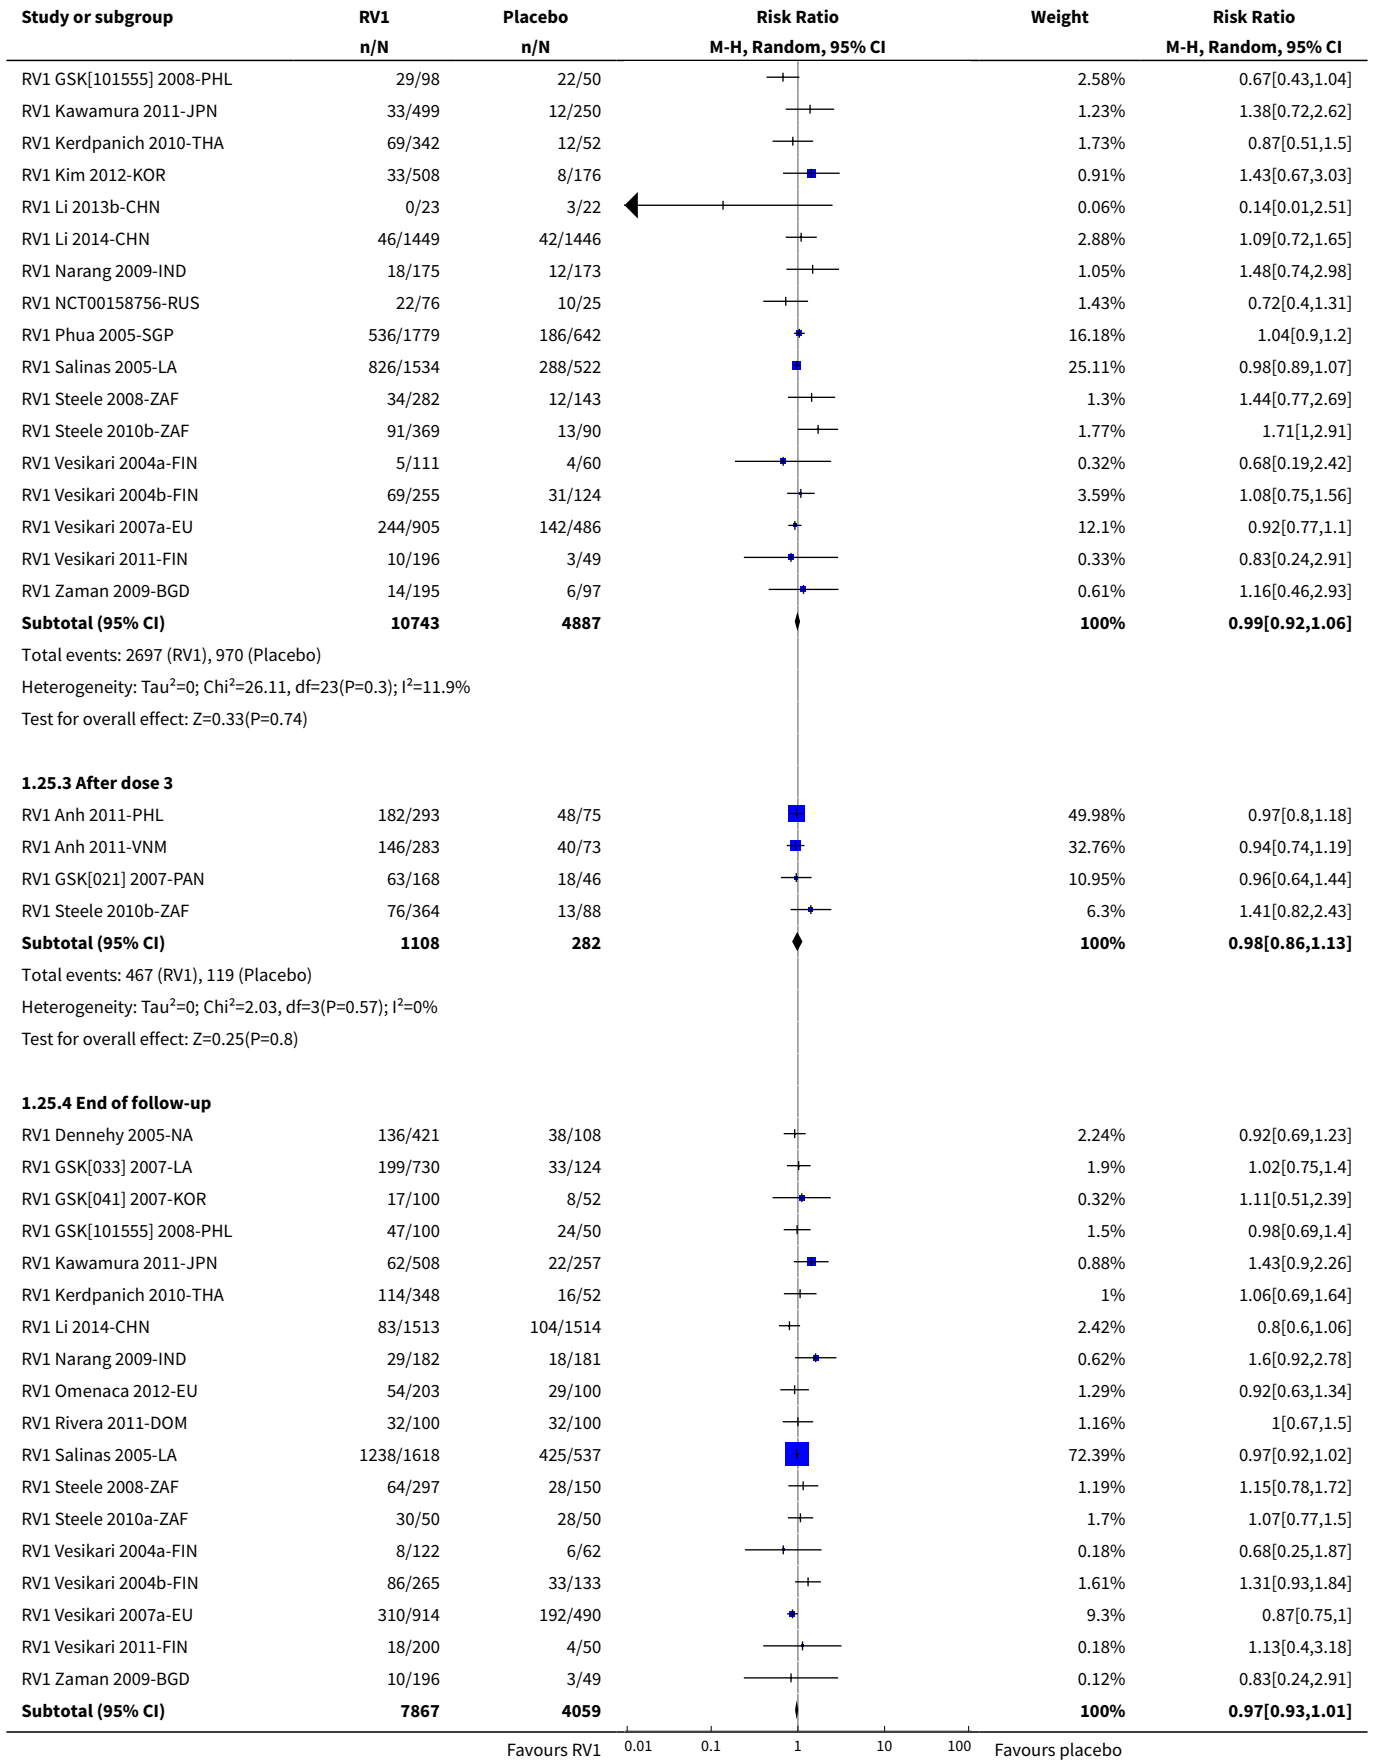 Study or subgroup RV1 Placebo Risk Ratio Weight Risk Ratio
n/N n/N M-H, Random, 95% CI M-H, Random, 95% CI
RV1 GSK[101555] 2008-PHL 29/98 22/50 2.58% 0.67[0.43,1.04]
RV1 Kawamura 2011-JPN 33/499 12/250 1.23% 1.38[0.72,2.62]
RV1 Kerdpanich 2010-THA 69/342 12/52 1.73% 0.87[0.51,1.5]
RV1 Kim 2012-KOR 33/508 8/176 0.91% 1.43[0.67,3.03]
RV1 Li 2013b-CHN 0/23 3/22 0.06% 0.14[0.01,2.51]
RV1 Li 2014-CHN 46/1449 42/1446 2.88% 1.09[0.72,1.65]
RV1 Narang 2009-IND 18/175 12/173 1.05% 1.48[0.74,2.98]
RV1 NCT00158756-RUS 22/76 10/25 1.43% 0.72[0.4,1.31]
RV1 Phua 2005-SGP 536/1779 186/642 16.18% 1.04[0.9,1.2]
RV1 Salinas 2005-LA 826/1534 288/522 25.11% 0.98[0.89,1.07]
RV1 Steele 2008-ZAF 34/282 12/143 1.3% 1.44[0.77,2.69]
RV1 Steele 2010b-ZAF 91/369 13/90 1.77% 1.71[1,2.91]
RV1 Vesikari 2004a-FIN 5/111 4/60 0.32% 0.68[0.19,2.42]
RV1 Vesikari 2004b-FIN 69/255 31/124 3.59% 1.08[0.75,1.56]
RV1 Vesikari 2007a-EU 244/905 142/486 12.1% 0.92[0.77,1.1]
RV1 Vesikari 2011-FIN 10/196 3/49 0.33% 0.83[0.24,2.91]
RV1 Zaman 2009-BGD 14/195 6/97 0.61% 1.16[0.46,2.93]
Subtotal (95% CI) 10743 4887 100% 0.99[0.92,1.06]
Total events: 2697 (RV1), 970 (Placebo)
Heterogeneity: Tau²=0; Chi²=26.11, df=23(P=0.3); I²=11.9%
Test for overall effect: Z=0.33(P=0.74)
1.25.3 After dose 3
RV1 Anh 2011-PHL 182/293 48/75 49.98% 0.97[0.8,1.18]
RV1 Anh 2011-VNM 146/283 40/73 32.76% 0.94[0.74,1.19]
RV1 GSK[021] 2007-PAN 63/168 18/46 10.95% 0.96[0.64,1.44]
RV1 Steele 2010b-ZAF 76/364 13/88 6.3% 1.41[0.82,2.43]
Subtotal (95% CI) 1108 282 100% 0.98[0.86,1.13]
Total events: 467 (RV1), 119 (Placebo)
Heterogeneity: Tau²=0; Chi²=2.03, df=3(P=0.57); I²=0%
Test for overall effect: Z=0.25(P=0.8)
1.25.4 End of follow-up
RV1 Dennehy 2005-NA 136/421 38/108 2.24% 0.92[0.69,1.23]
RV1 GSK[033] 2007-LA 199/730 33/124 1.9% 1.02[0.75,1.4]
RV1 GSK[041] 2007-KOR 17/100 8/52 0.32% 1.11[0.51,2.39]
RV1 GSK[101555] 2008-PHL 47/100 24/50 1.5% 0.98[0.69,1.4]
RV1 Kawamura 2011-JPN 62/508 22/257 0.88% 1.43[0.9,2.26]
RV1 Kerdpanich 2010-THA 114/348 16/52 1% 1.06[0.69,1.64]
RV1 Li 2014-CHN 83/1513 104/1514 2.42% 0.8[0.6,1.06]
RV1 Narang 2009-IND 29/182 18/181 0.62% 1.6[0.92,2.78]
RV1 Omenaca 2012-EU 54/203 29/100 1.29% 0.92[0.63,1.34]
RV1 Rivera 2011-DOM 32/100 32/100 1.16% 1[0.67,1.5]
RV1 Salinas 2005-LA 1238/1618 425/537 72.39% 0.97[0.92,1.02]
RV1 Steele 2008-ZAF 64/297 28/150 1.19% 1.15[0.78,1.72]
RV1 Steele 2010a-ZAF 30/50 28/50 1.7% 1.07[0.77,1.5]
RV1 Vesikari 2004a-FIN 8/122 6/62 0.18% 0.68[0.25,1.87]
RV1 Vesikari 2004b-FIN 86/265 33/133 1.61% 1.31[0.93,1.84]
RV1 Vesikari 2007a-EU 310/914 192/490 9.3% 0.87[0.75,1]
RV1 Vesikari 2011-FIN 18/200 4/50 0.18% 1.13[0.4,3.18]
RV1 Zaman 2009-BGD 10/196 3/49 0.12% 0.83[0.24,2.91]
Subtotal (95% CI) 7867 4059 100% 0.97[0.93,1.01]
Favours RV1 0.01 0.1 1 10 100 Favours placebo